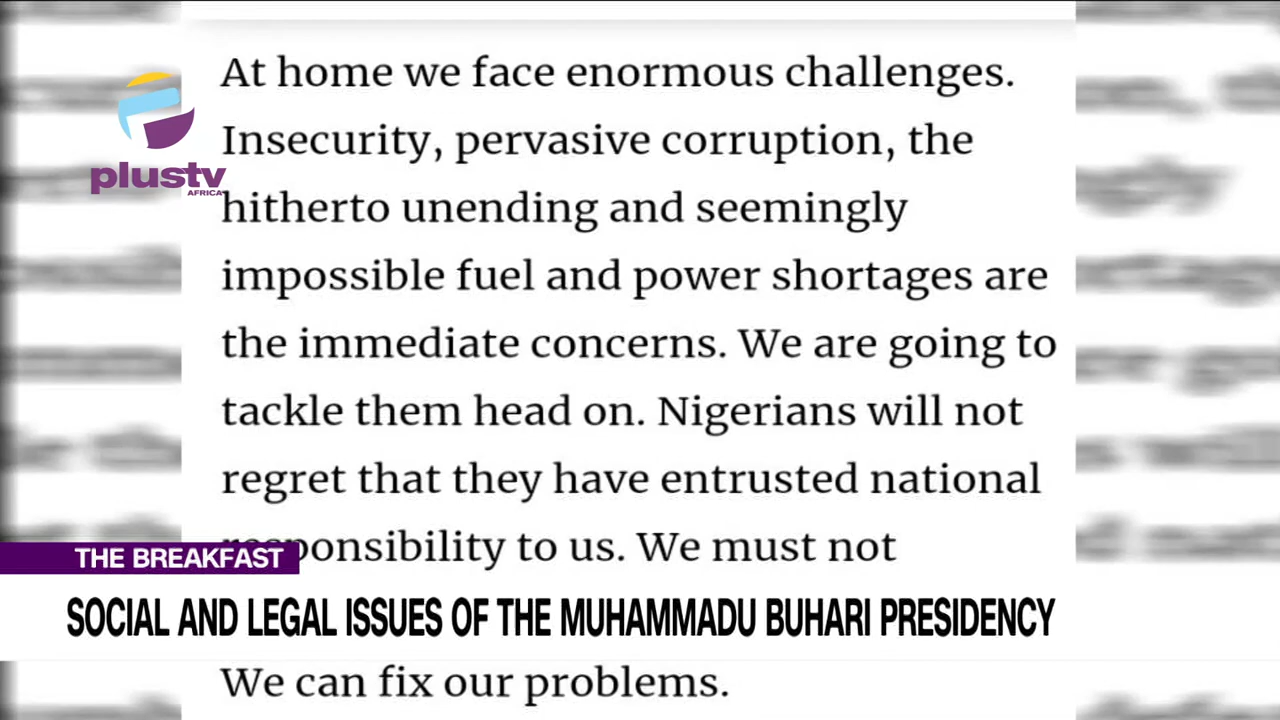 At home we face enormous challenges.
Insecurity, pervasive corruption, the
hitherto unending and seemingly
impossible fuel and power shortages are
the immediate concerns. We are going to
tackle them head on. Nigerians will not
regret that they have entrusted national
responsibility to us. We must not
We can fix our problems.
plustv
AFRICA
THE BREAKFAST
SOCIAL AND LEGAL ISSUES OF THE MUHAMMADU BUHARI PRESIDENCY